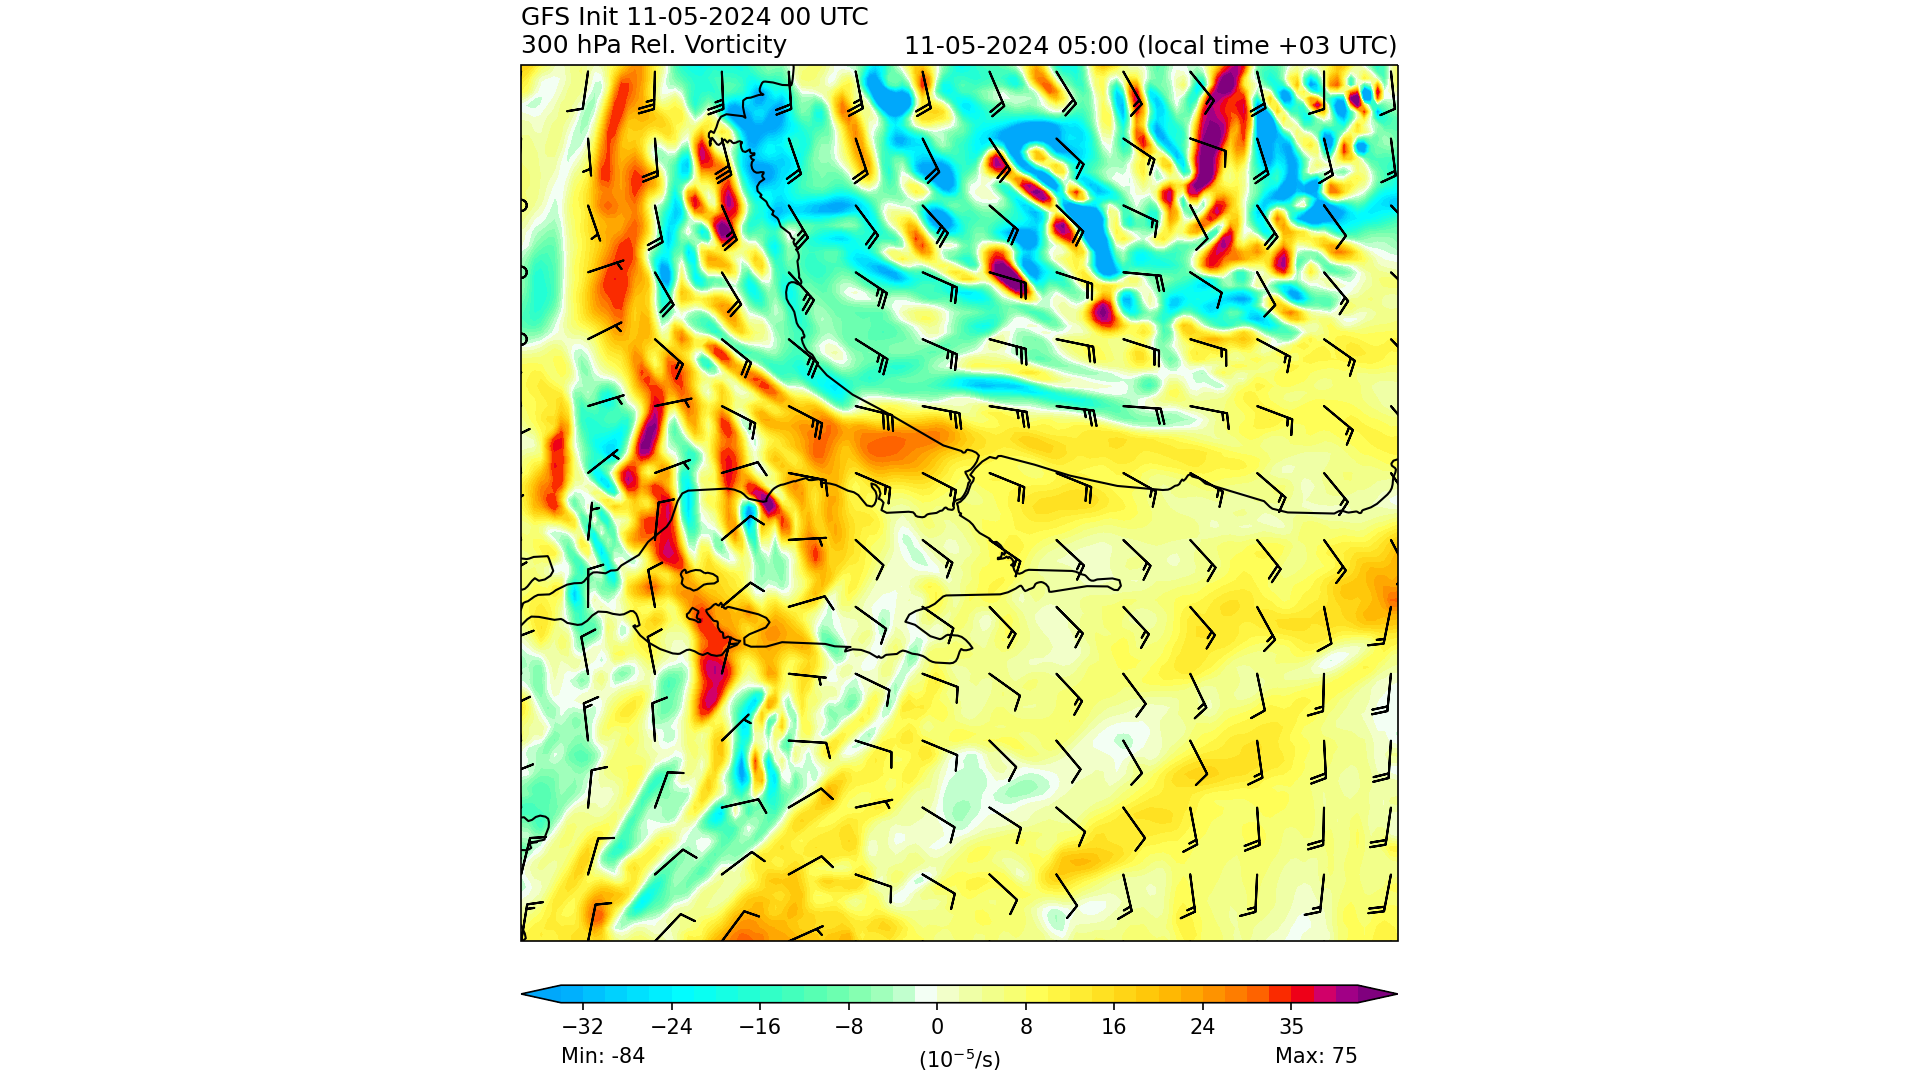 GFS Init 11-05-2024 00 UTC
300 hPa Rel. Vorticity
11-05-2024 05:00 (local time +03 UTC)
−32 −24 −16 −8 0 8 16 24 35
Min: -84
(10⁻⁵/s)
Max: 75